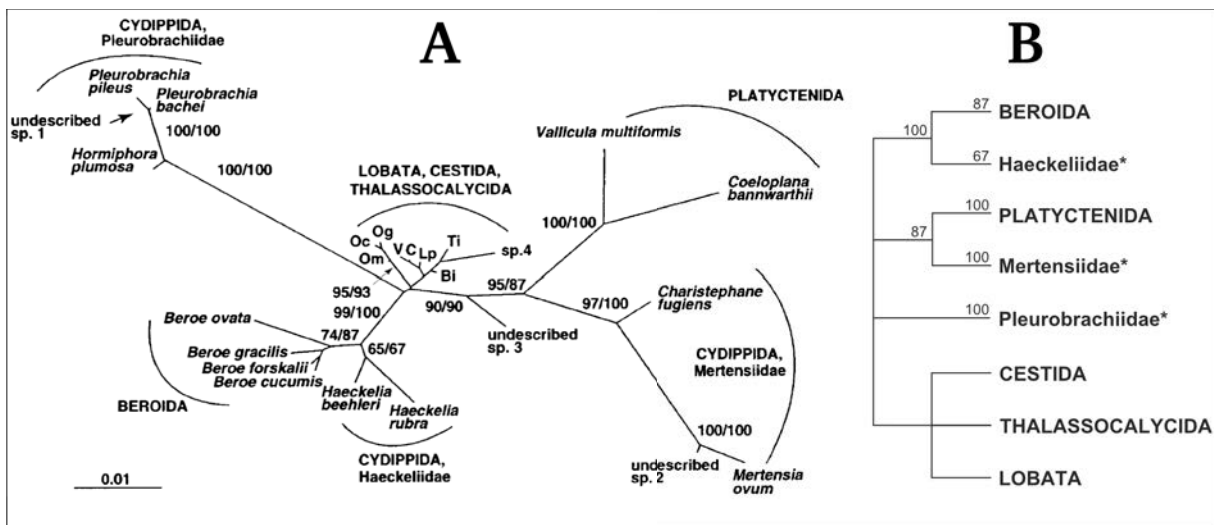 A
CYDIPPIDA,
Pleurobrachiidae
Pleurobrachia
pileus
Pleurobrachia
bachei
undescribed
sp. 1
100/100
Hormiphora
plumosa
100/100
LOBATA, CESTIDA,
THALASSOCALYCIDA
Og
Oc
Om
V C Lp
Ti
Bi
sp.4
95/93
99/100
90/90
95/87
undescribed
sp. 3
PLATYCTENIDA
Vallicula multiformis
Coeloplana
bannwarthii
100/100
97/100
Charistephane
fugiens
CYDIPPIDA,
Mertensiidae
100/100
undescribed
sp.2
Mertensia
ovum
Beroe ovata
74/87
Beroe gracilis
Beroe forskalii
Beroe cucumis
BEROIDA
65/67
Haeckelia
beehleri
Haeckelia
rubra
CYDIPPIDA,
Haeckeliidae
0.01
B
87
BEROIDA
100
67
Haeckeliidae*
100
PLATYCTENIDA
87
100
Mertensiidae*
100
Pleurobrachiidae*
CESTIDA
THALASSOCALYCIDA
LOBATA